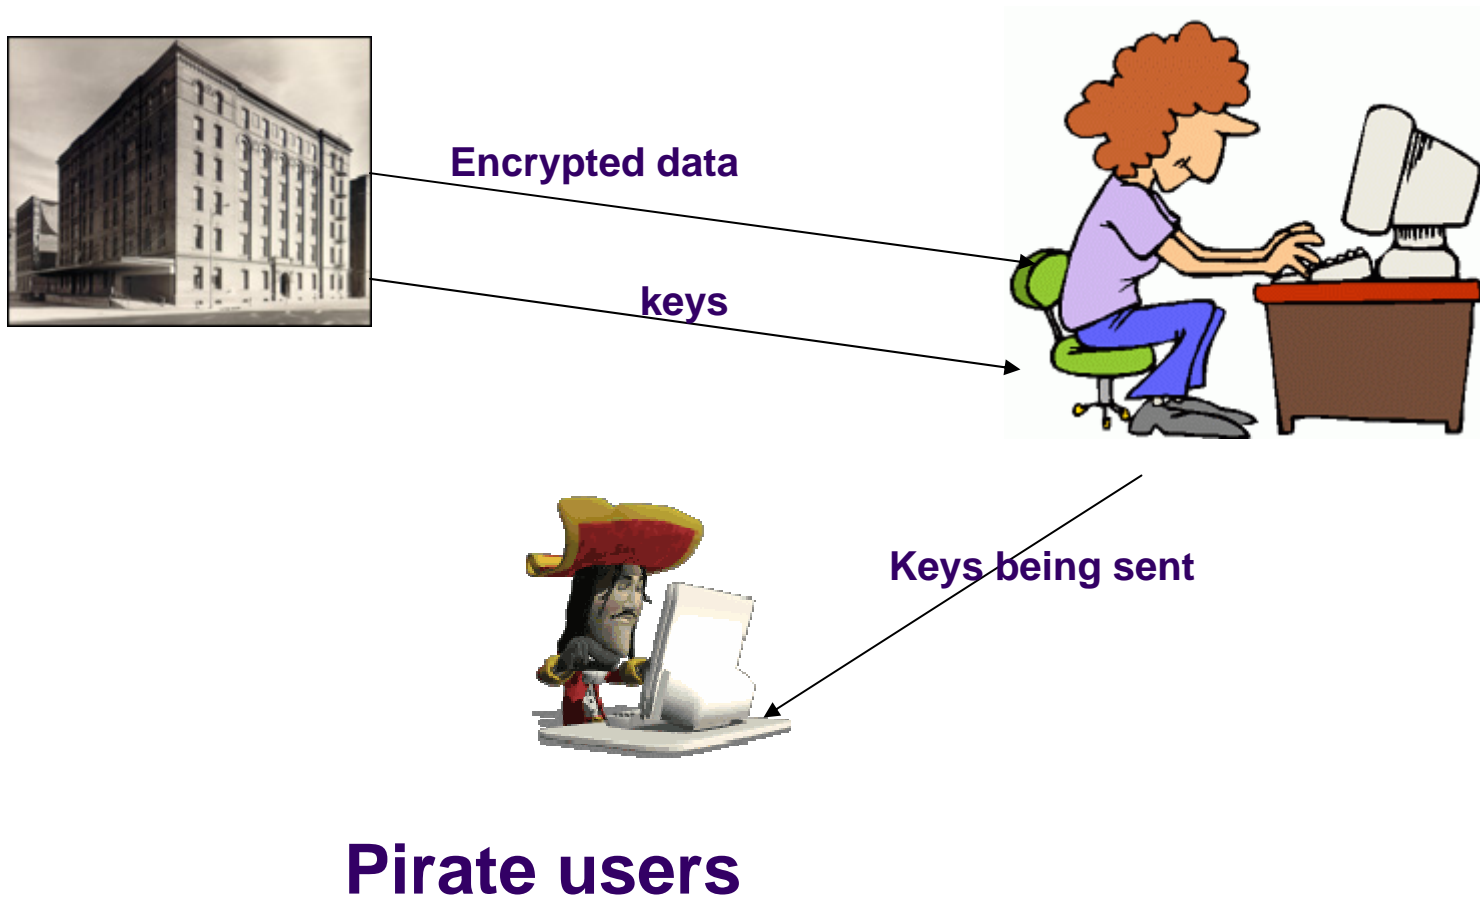 Encrypted data
keys
Keys being sent
Pirate users